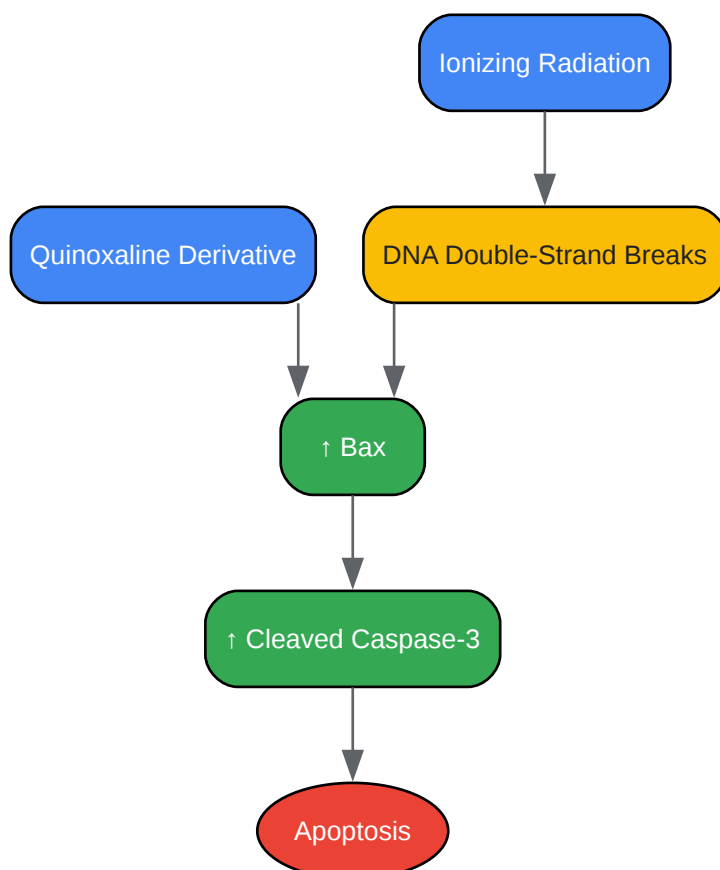 Ionizing Radiation
Quinoxaline Derivative
DNA Double-Strand Breaks
↑ Bax
↑ Cleaved Caspase-3
Apoptosis